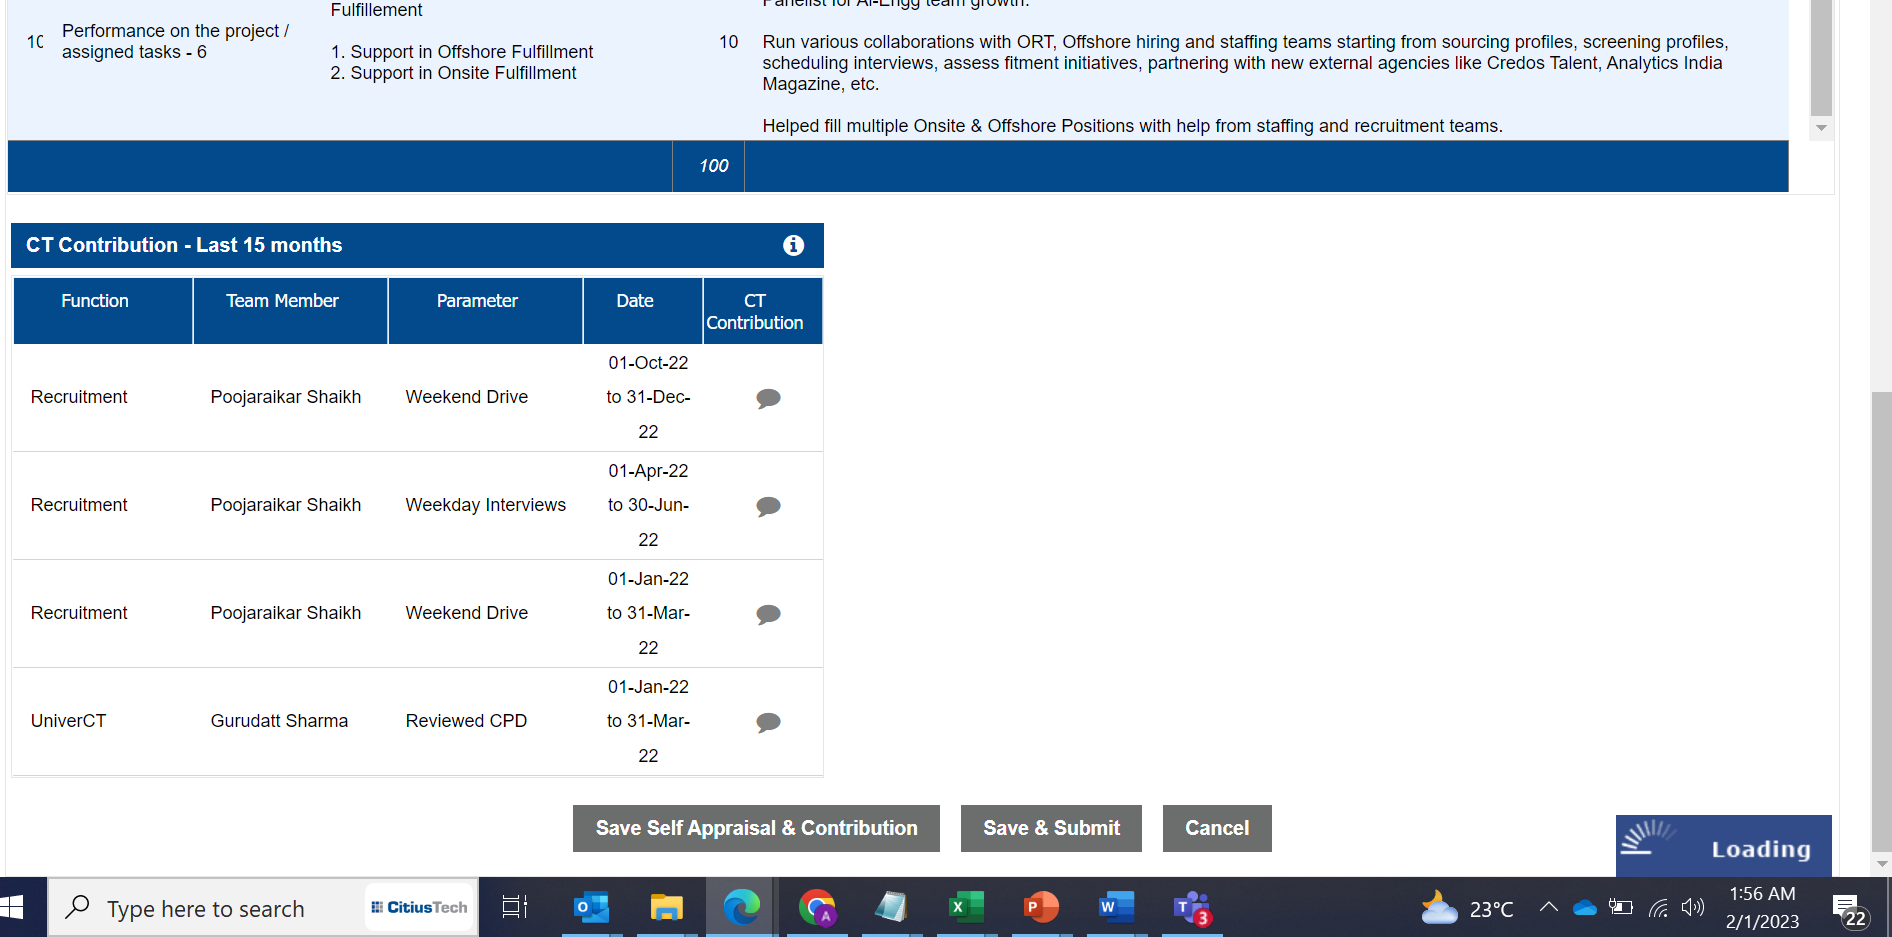 Fulfillement
Panelist for AI-Engg team growth.
10
Performance on the project /
assigned tasks - 6
1. Support in Offshore Fulfillment
2. Support in Onsite Fulfillment
10
Run various collaborations with ORT, Offshore hiring and staffing teams starting from sourcing profiles, screening profiles,
scheduling interviews, assess fitment initiatives, partnering with new external agencies like Credos Talent, Analytics India
Magazine, etc.
Helped fill multiple Onsite & Offshore Positions with help from staffing and recruitment teams.
100
CT Contribution - Last 15 months
Function Team Member Parameter Date CT
Contribution
01-Oct-22
Recruitment Poojaraikar Shaikh Weekend Drive to 31-Dec-
22
01-Apr-22
Recruitment Poojaraikar Shaikh Weekday Interviews to 30-Jun-
22
01-Jan-22
Recruitment Poojaraikar Shaikh Weekend Drive to 31-Mar-
22
01-Jan-22
UniverCT Gurudatt Sharma Reviewed CPD to 31-Mar-
22
Save Self Appraisal & Contribution Save & Submit Cancel
Loading
Type here to search CitiusTech
3
23°C
1:56 AM
2/1/2023
22